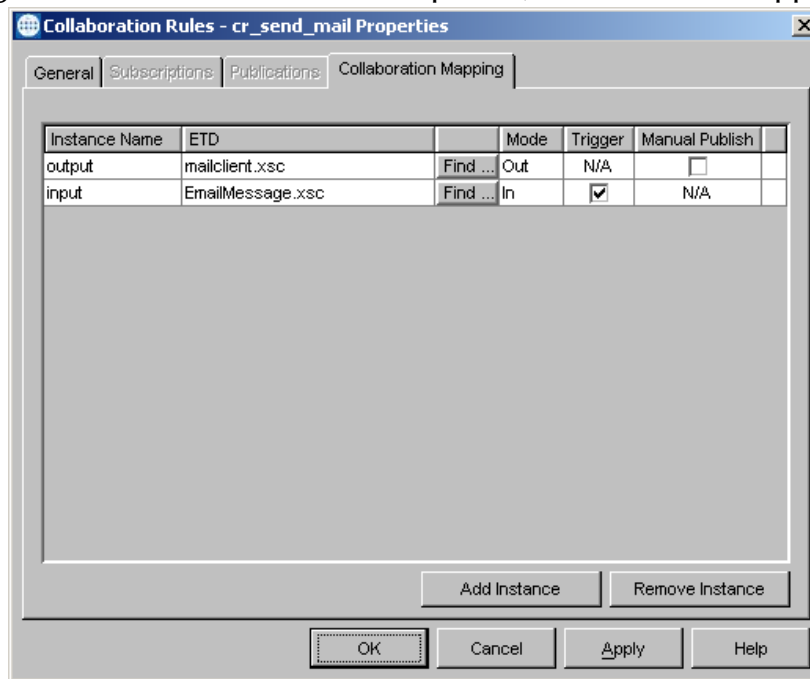 Collaboration Rules - cr_send_mail Properties
General Subscriptions Publications Collaboration Mapping
Instance Name ETD Mode Trigger Manual Publish
output mailclient.xsc Find ... Out N/A
input EmailMessage.xsc Find ... In N/A
Add Instance Remove Instance
OK Cancel Apply Help